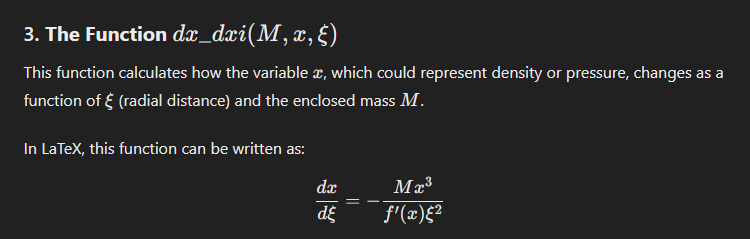 3. The Function dx_dxi(M, x, ξ)
This function calculates how the variable x, which could represent density or pressure, changes as a
function of ξ (radial distance) and the enclosed mass M.
In LaTeX, this function can be written as:
dx/dξ = − Mx³/f′(x)ξ²